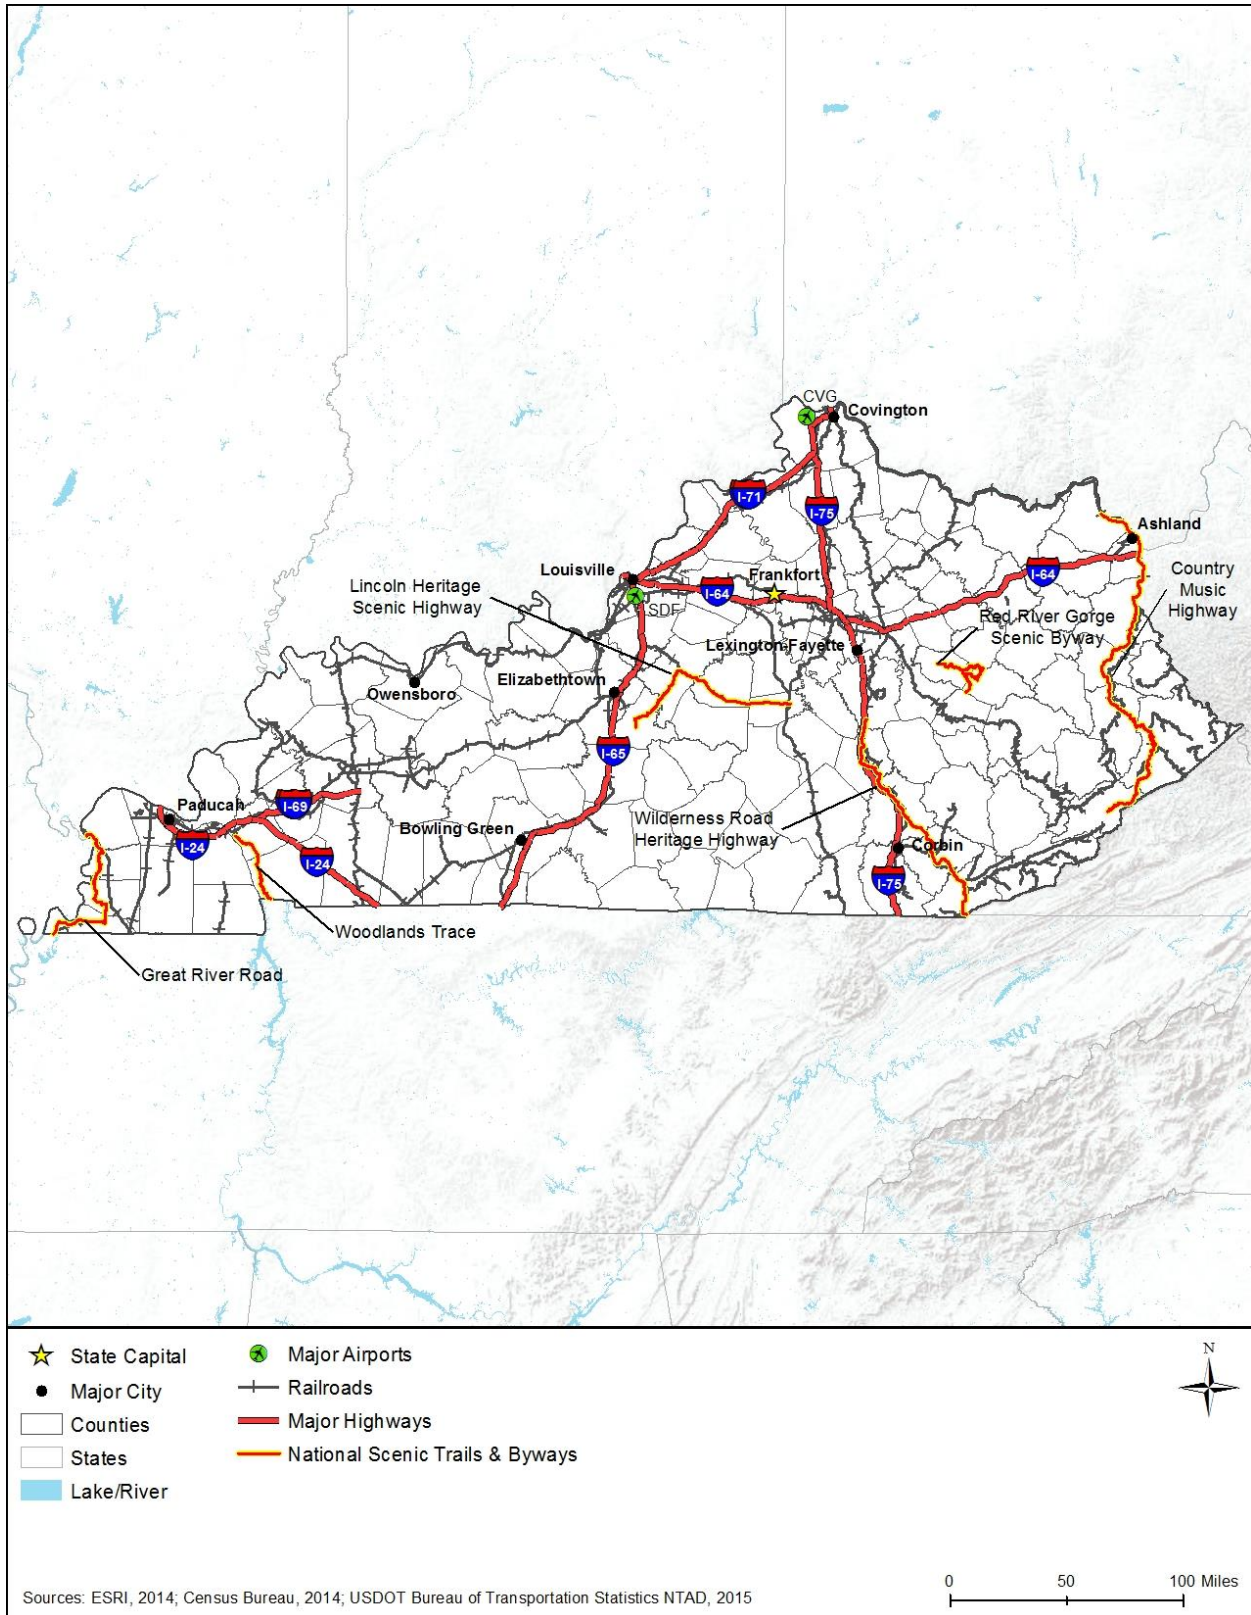 CVG
Covington
I-71
I-75
Ashland
Louisville
Frankfort
I-64
Country
Music
Highway
Lincoln Heritage
Scenic Highway
I-64
SDF
Red River Gorge
Scenic Byway
Lexington-Fayette
Elizabethtown
Owensboro
I-65
Paducah
I-69
Wilderness Road
Heritage Highway
Bowling Green
I-24
I-24
Corbin
I-75
Woodlands Trace
Great River Road
State Capital
Major City
Counties
States
Lake/River
Major Airports
Railroads
Major Highways
National Scenic Trails & Byways
N
Sources: ESRI, 2014; Census Bureau, 2014; USDOT Bureau of Transportation Statistics NTAD, 2015
0 50 100 Miles